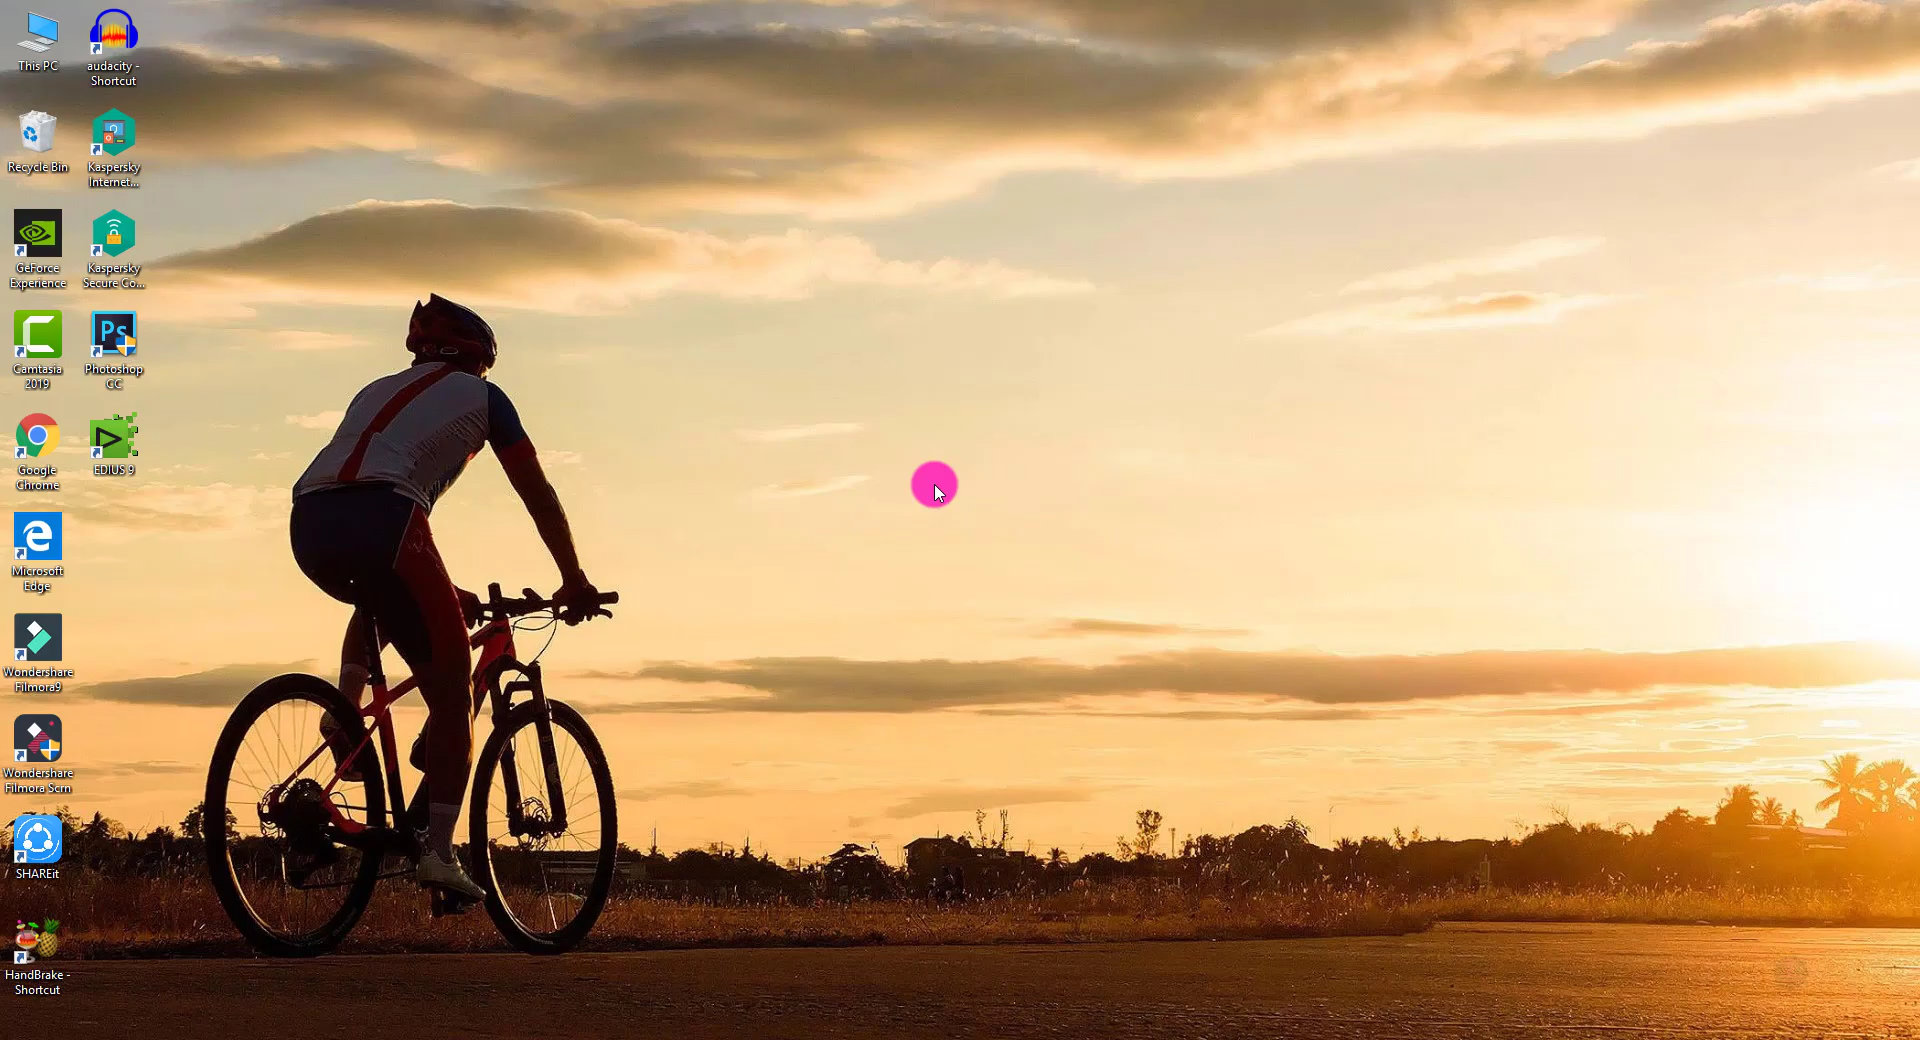 This PC
audacity -
Shortcut
Recycle Bin
Kaspersky
Internet...
GeForce
Experience
Kaspersky
Secure Co...
Camtasia
2019
Ps
Photoshop
CC
Google
Chrome
EDIUS 9
Microsoft
Edge
Wondershare
Filmora9
Wondershare
Filmora Scrn
SHAREit
HandBrake -
Shortcut